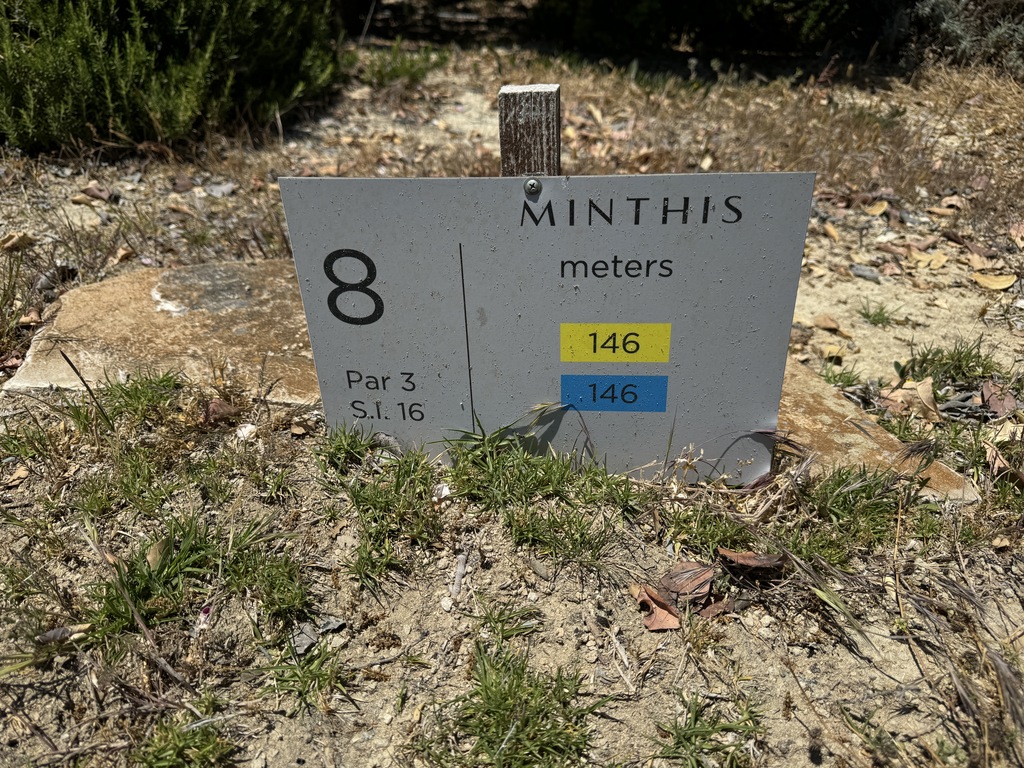 MINTHIS
8
meters
146
146
Par 3
S.I. 16